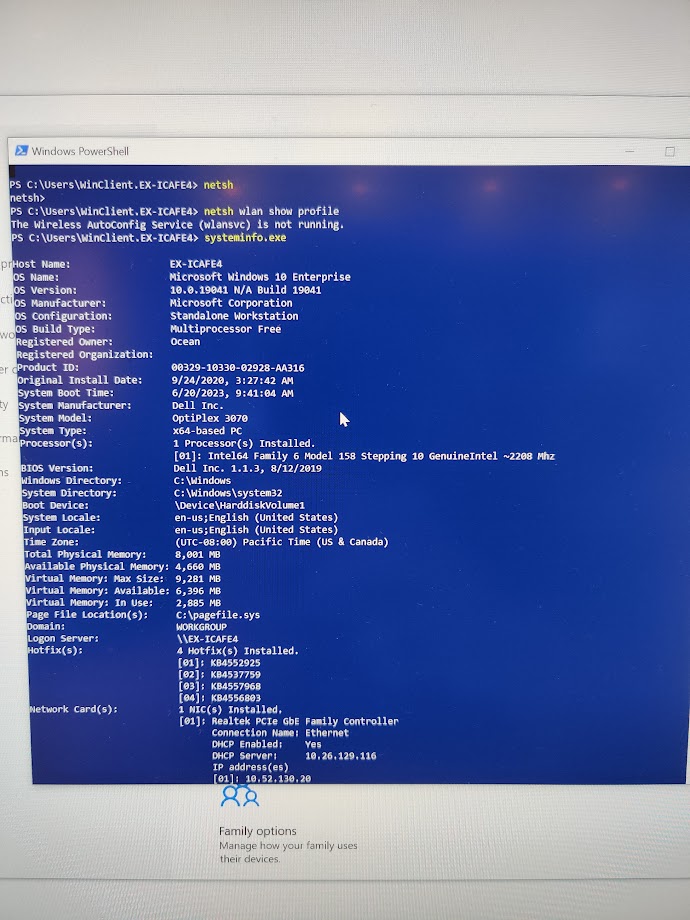 Windows PowerShell
PS C:\Users\WinClient.EX-ICAFE4> netsh
netsh>
PS C:\Users\WinClient.EX-ICAFE4> netsh wlan show profile
The Wireless AutoConfig Service (wlansvc) is not running.
PS C:\Users\WinClient.EX-ICAFE4> systeminfo.exe
Host Name: EX-ICAFE4
OS Name: Microsoft Windows 10 Enterprise
OS Version: 10.0.19041 N/A Build 19041
OS Manufacturer: Microsoft Corporation
OS Configuration: Standalone Workstation
OS Build Type: Multiprocessor Free
Registered Owner: Ocean
Registered Organization:
Product ID: 00329-10330-02928-AA316
Original Install Date: 9/24/2020, 3:27:42 AM
System Boot Time: 6/20/2023, 9:41:04 AM
System Manufacturer: Dell Inc.
System Model: OptiPlex 3070
System Type: x64-based PC
Processor(s): 1 Processor(s) Installed.
[01]: Intel64 Family 6 Model 158 Stepping 10 GenuineIntel ~2208 Mhz
BIOS Version: Dell Inc. 1.1.3, 8/12/2019
Windows Directory: C:\Windows
System Directory: C:\Windows\system32
Boot Device: \Device\HarddiskVolume1
System Locale: en-us;English (United States)
Input Locale: en-us;English (United States)
Time Zone: (UTC-08:00) Pacific Time (US & Canada)
Total Physical Memory: 8,001 MB
Available Physical Memory: 4,660 MB
Virtual Memory: Max Size: 9,281 MB
Virtual Memory: Available: 6,396 MB
Virtual Memory: In Use: 2,885 MB
Page File Location(s): C:\pagefile.sys
Domain: WORKGROUP
Logon Server: \\EX-ICAFE4
Hotfix(s): 4 Hotfix(s) Installed.
[01]: KB4552925
[02]: KB4537759
[03]: KB4557968
[04]: KB4556803
Network Card(s): 1 NIC(s) Installed.
[01]: Realtek PCIe GbE Family Controller
Connection Name: Ethernet
DHCP Enabled: Yes
DHCP Server: 10.26.129.116
IP address(es)
[01]: 10.52.130.20
Family options
Manage how your family uses
their devices.